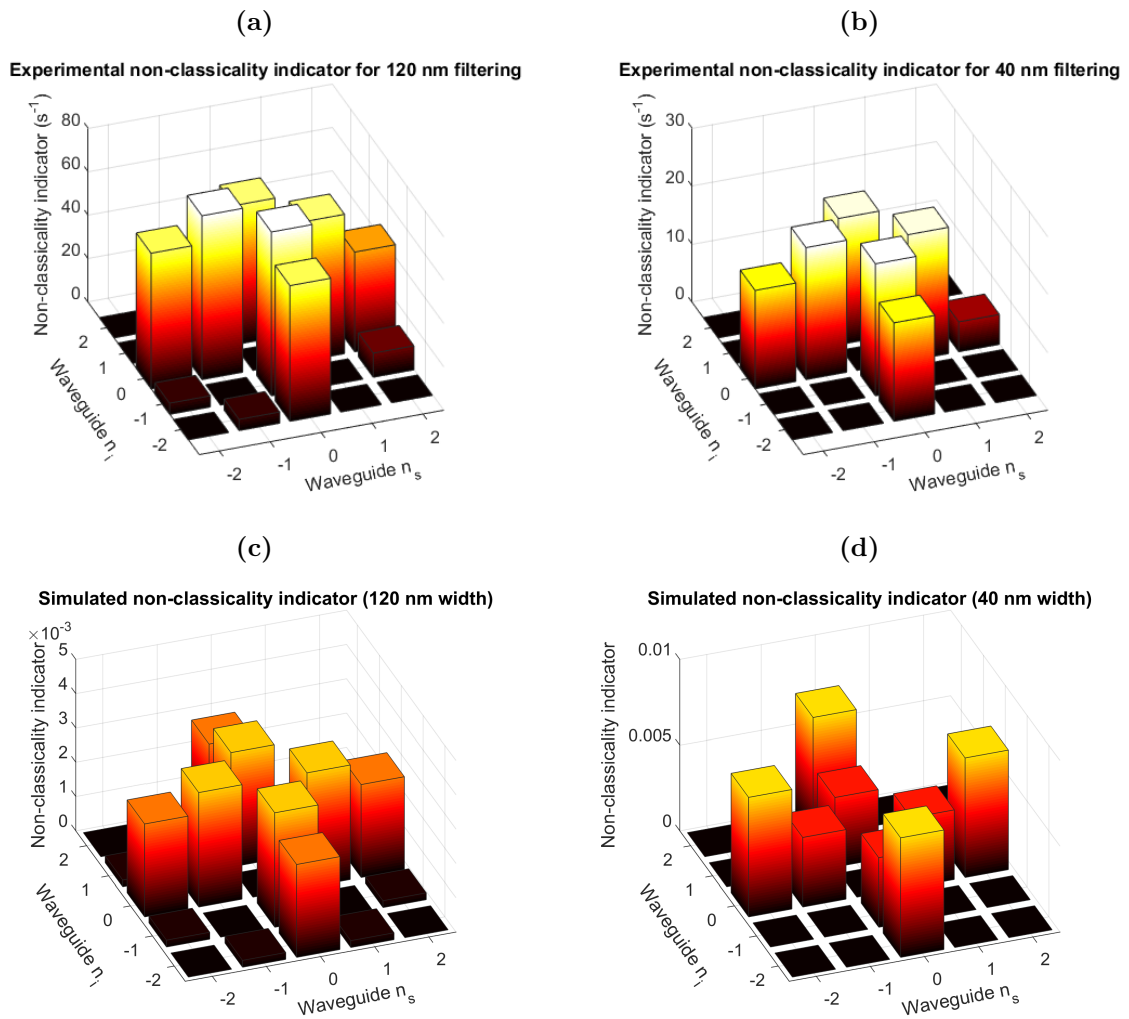 (a)
Experimental non-classicality indicator for 120 nm filtering
Non-classicality indicator (s⁻¹)
80
60
40
20
0
2
1
0
-1
-2
Waveguide nᵢ
-2
-1
0
1
2
Waveguide nₛ
(b)
Experimental non-classicality indicator for 40 nm filtering
Non-classicality indicator (s⁻¹)
30
20
10
0
2
1
0
-1
-2
Waveguide nᵢ
-2
-1
0
1
2
Waveguide nₛ
(c)
Simulated non-classicality indicator (120 nm width)
×10⁻³
Non-classicality indicator
5
4
3
2
1
0
2
1
0
-1
-2
Waveguide nᵢ
-2
-1
0
1
2
Waveguide nₛ
(d)
Simulated non-classicality indicator (40 nm width)
Non-classicality indicator
0.01
0.005
0
2
1
0
-1
-2
Waveguide nᵢ
-2
-1
0
1
2
Waveguide nₛ